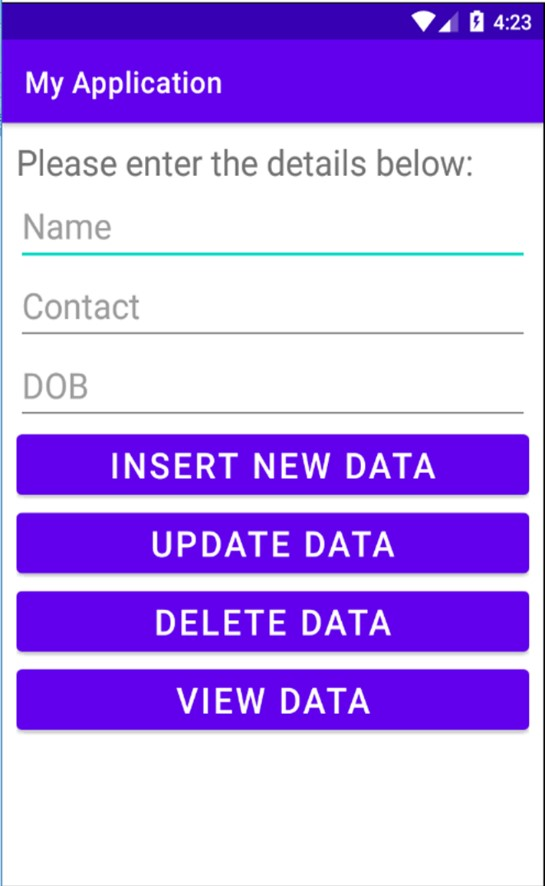 4:23
My Application
Please enter the details below:
Name
Contact
DOB
INSERT NEW DATA
UPDATE DATA
DELETE DATA
VIEW DATA